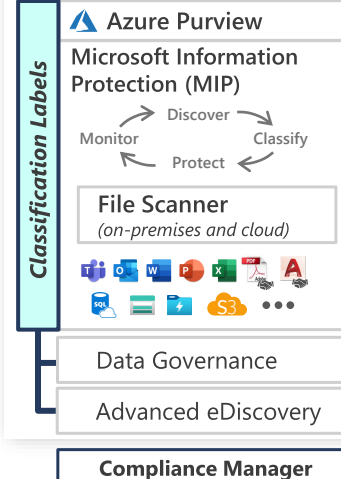 Classification Labels
Azure Purview
Microsoft Information
Protection (MIP)
Discover
Monitor
Classify
Protect
File Scanner
(on-premises and cloud)
PDF
Adobe
SQL
S3
Data Governance
Advanced eDiscovery
Compliance Manager